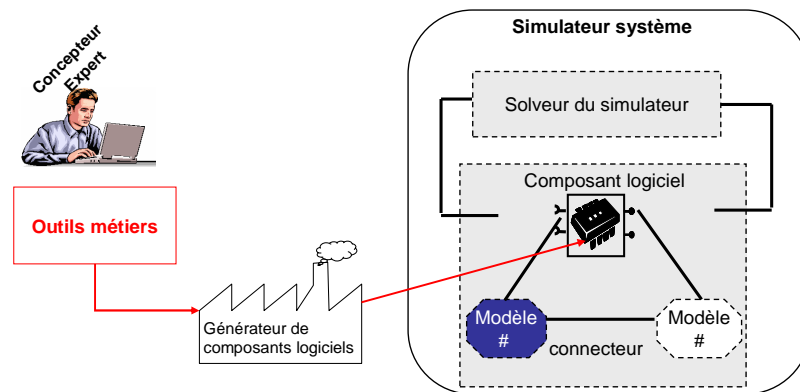 Simulateur système
Concepteur
Expert
Solveur du simulateur
Composant logiciel
Outils métiers
Générateur de
composants logiciels
Modèle
#
connecteur
Modèle
#